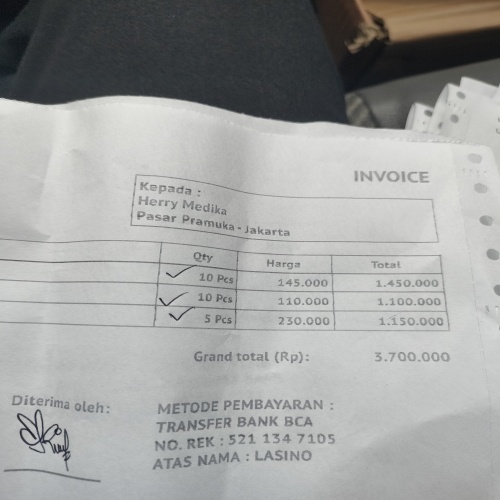 INVOICE
Kepada :
Herry Medika
Pasar Pramuka - Jakarta
Qty Harga Total
10 Pcs 145.000 1.450.000
10 Pcs 110.000 1.100.000
5 Pcs 230.000 1.150.000
Grand total (Rp): 3.700.000
Diterima oleh:
METODE PEMBAYARAN :
TRANSFER BANK BCA
NO. REK : 521 134 7105
ATAS NAMA : LASINO